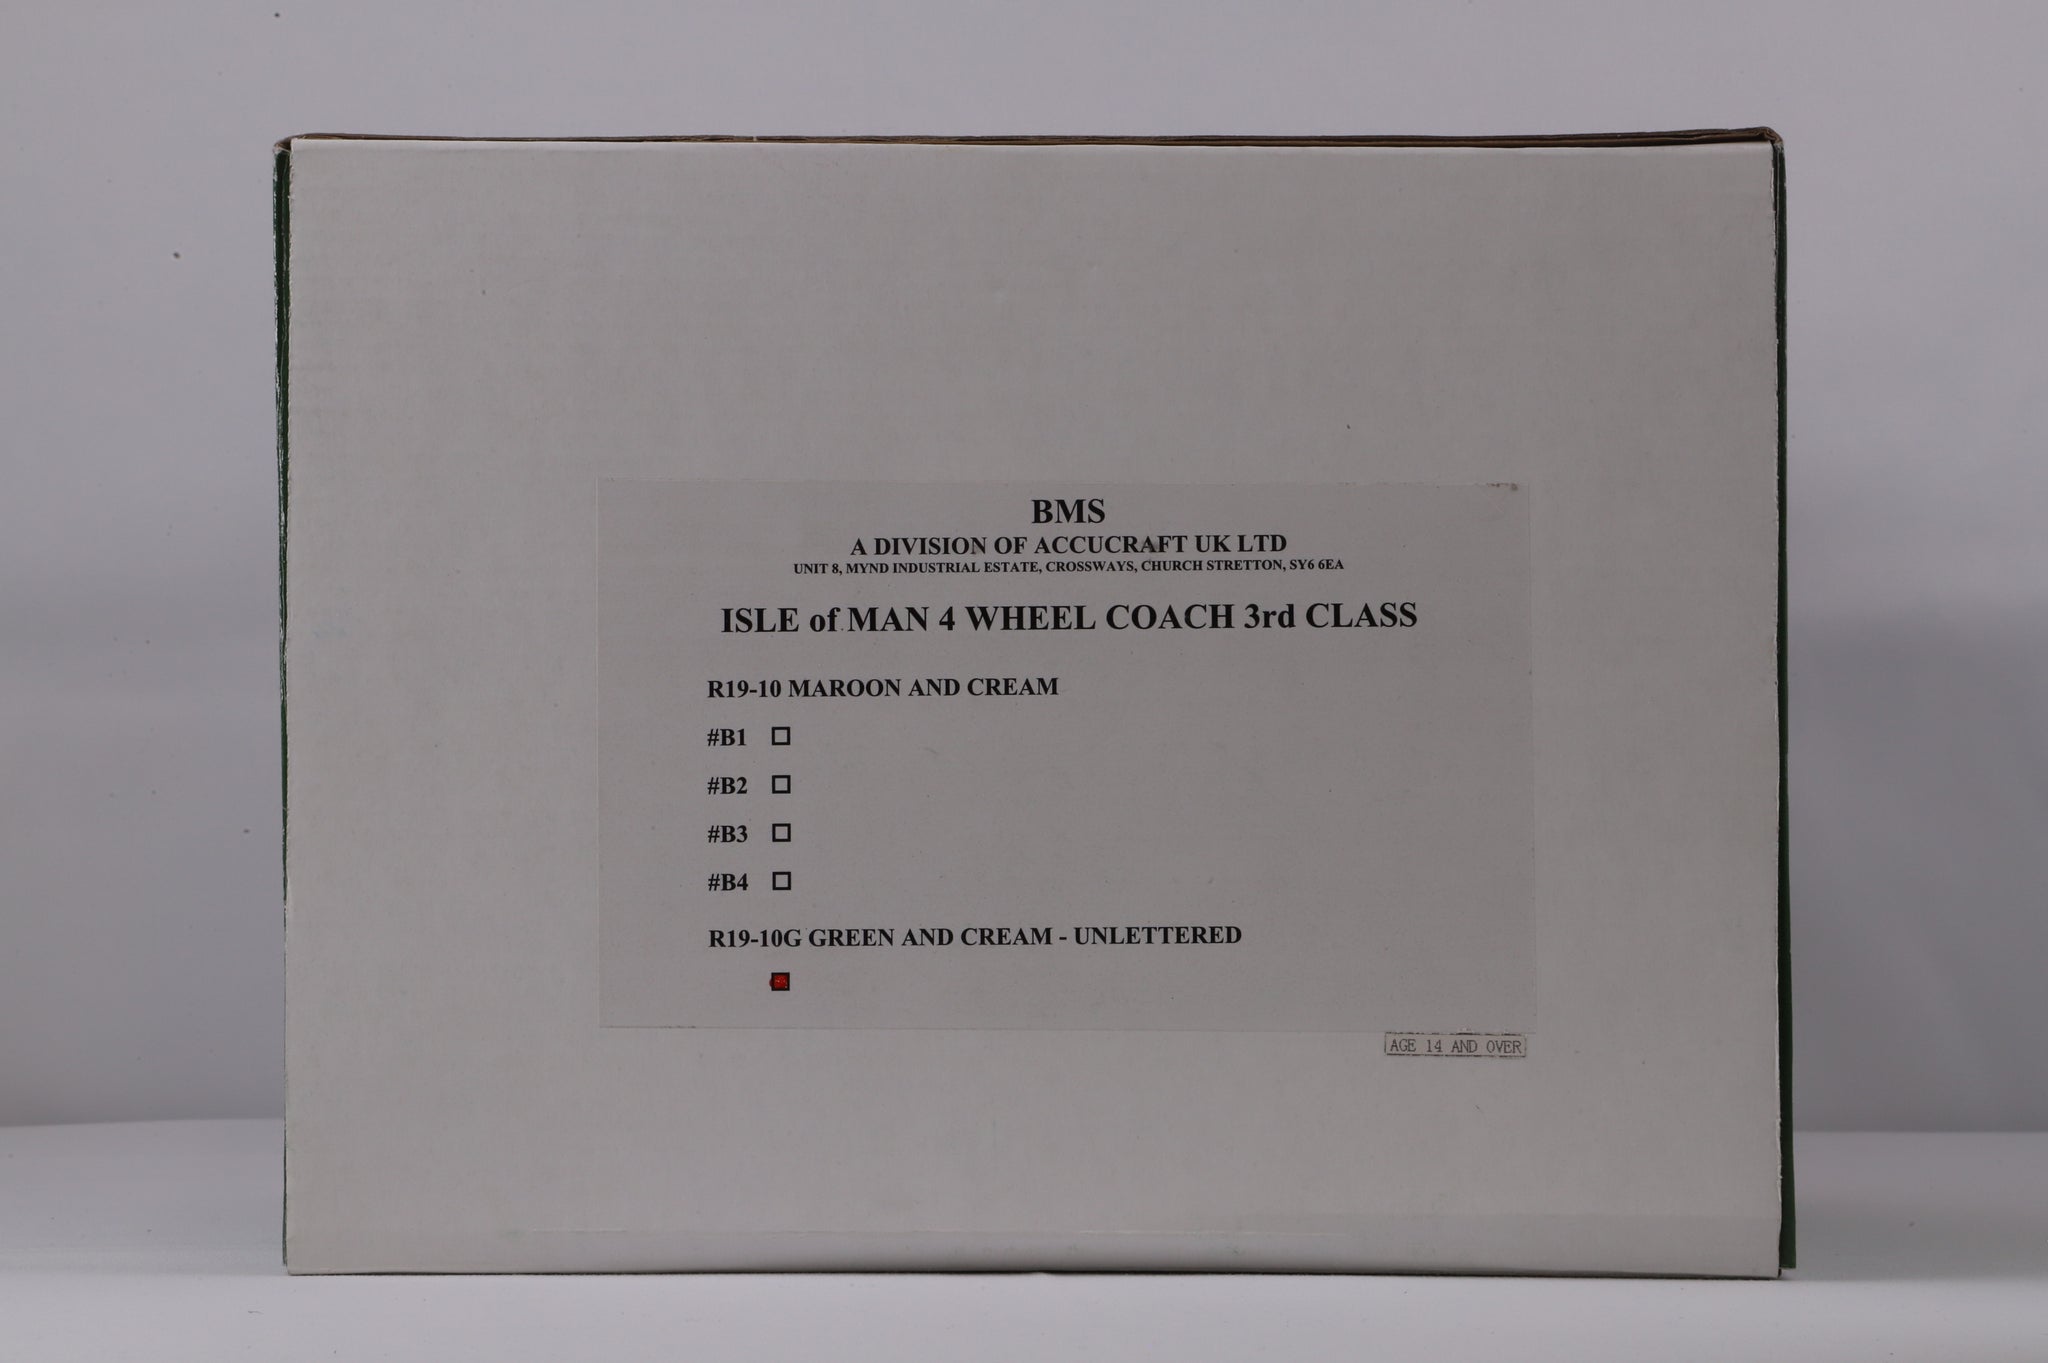 BMS
A DIVISION OF ACCUCRAFT UK LTD
UNIT 8, MYND INDUSTRIAL ESTATE, CROSSWAYS, CHURCH STRETTON, SY6 6EA
ISLE of MAN 4 WHEEL COACH 3rd CLASS
R19-10 MAROON AND CREAM
#B1
#B2
#B3
#B4
R19-10G GREEN AND CREAM - UNLETTERED
AGE 14 AND OVER